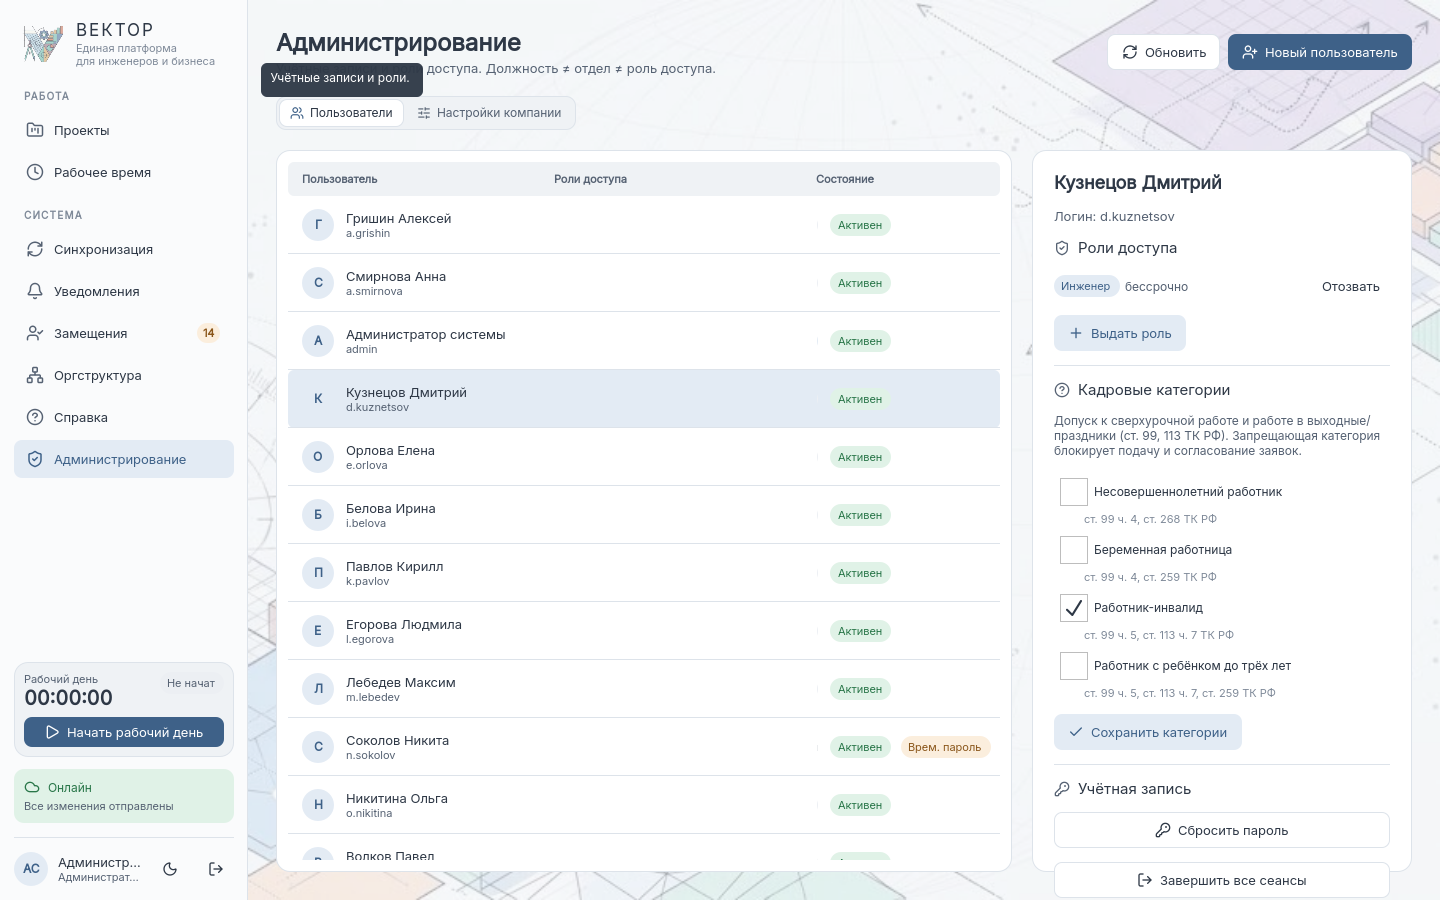 ВЕКТОР
Единая платформа
для инженеров и бизнеса
РАБОТА
Проекты
Рабочее время
СИСТЕМА
Синхронизация
Уведомления
Замещения 14
Оргструктура
Справка
Администрирование
Рабочий день
Не начат
00:00:00
Начать рабочий день
Онлайн
Все изменения отправлены
АС
Администр...
Администрат...
Администрирование
доступа. Должность ≠ отдел ≠ роль доступа.
Учётные записи и роли.
Обновить
Новый пользователь
Пользователи
Настройки компании
Пользователь Роли доступа Состояние
Г Гришин Алексей Активен
a.grishin
С Смирнова Анна Активен
a.smirnova
А Администратор системы Активен
admin
К Кузнецов Дмитрий Активен
d.kuznetsov
О Орлова Елена Активен
e.orlova
Б Белова Ирина Активен
i.belova
П Павлов Кирилл Активен
k.pavlov
Е Егорова Людмила Активен
l.egorova
Л Лебедев Максим Активен
m.lebedev
С Соколов Никита Активен Врем. пароль
n.sokolov
Н Никитина Ольга Активен
o.nikitina
Волков Павел
Кузнецов Дмитрий
Логин: d.kuznetsov
Роли доступа
Инженер бессрочно Отозвать
Выдать роль
Кадровые категории
Допуск к сверхурочной работе и работе в выходные/
праздники (ст. 99, 113 ТК РФ). Запрещающая категория
блокирует подачу и согласование заявок.
Несовершеннолетний работник
ст. 99 ч. 4, ст. 268 ТК РФ
Беременная работница
ст. 99 ч. 4, ст. 259 ТК РФ
Работник-инвалид
ст. 99 ч. 5, ст. 113 ч. 7 ТК РФ
Работник с ребёнком до трёх лет
ст. 99 ч. 5, ст. 113 ч. 7, ст. 259 ТК РФ
Сохранить категории
Учётная запись
Сбросить пароль
Завершить все сеансы